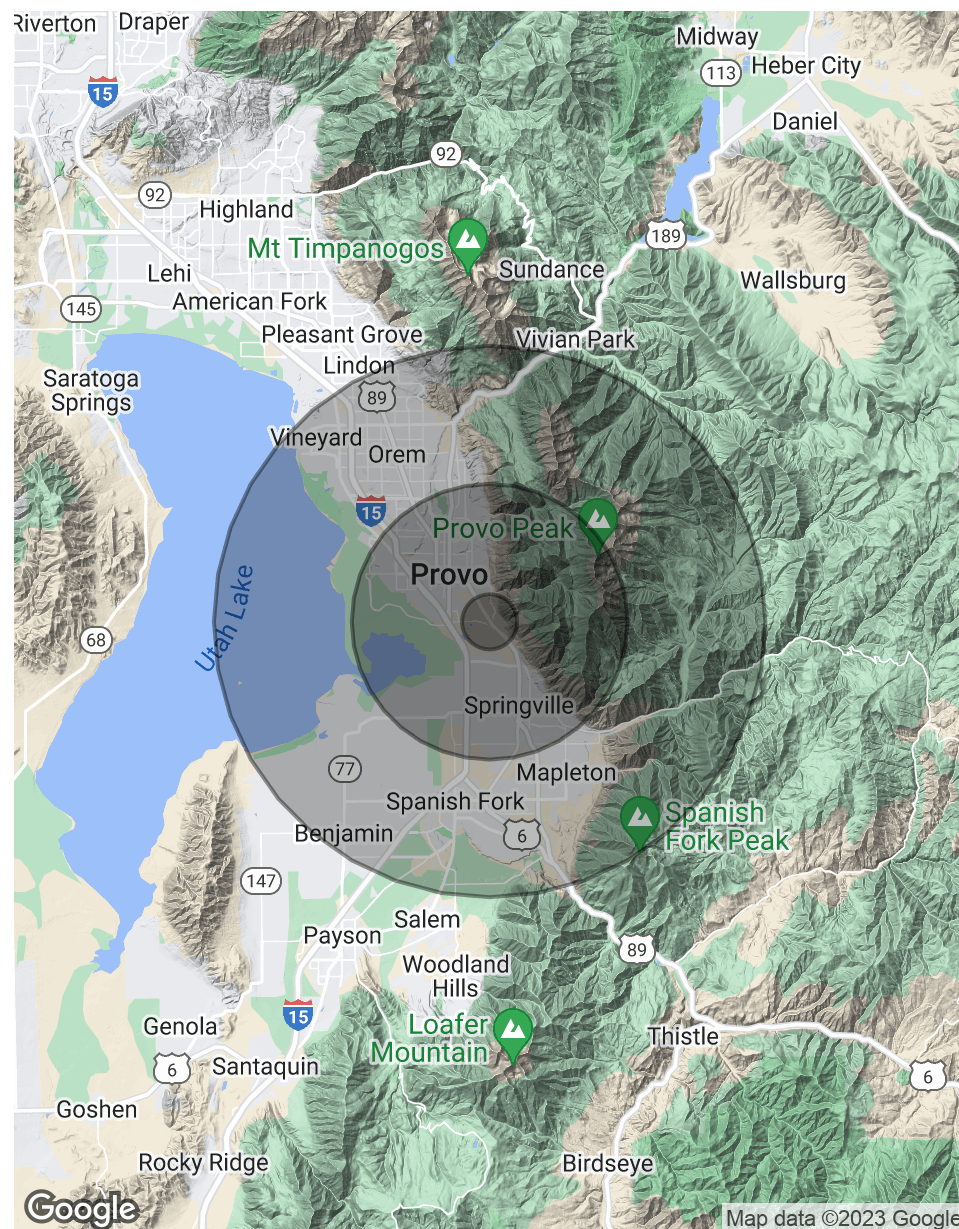 Riverton
Draper
Midway
113
Heber City
15
Daniel
92
92
Highland
189
Mt Timpanogos
Sundance
Lehi
Wallsburg
American Fork
145
Pleasant Grove
Vivian Park
Lindon
Saratoga
Springs
89
Vineyard
Orem
15
Provo Peak
Provo
Utah Lake
68
Springville
77
Mapleton
Spanish Fork
Spanish
Fork Peak
Benjamin
6
147
Salem
Payson
89
Woodland
Hills
15
Genola
Loafer
Mountain
Thistle
6
Santaquin
6
Goshen
Rocky Ridge
Birdseye
Google
Map data ©2023 Google